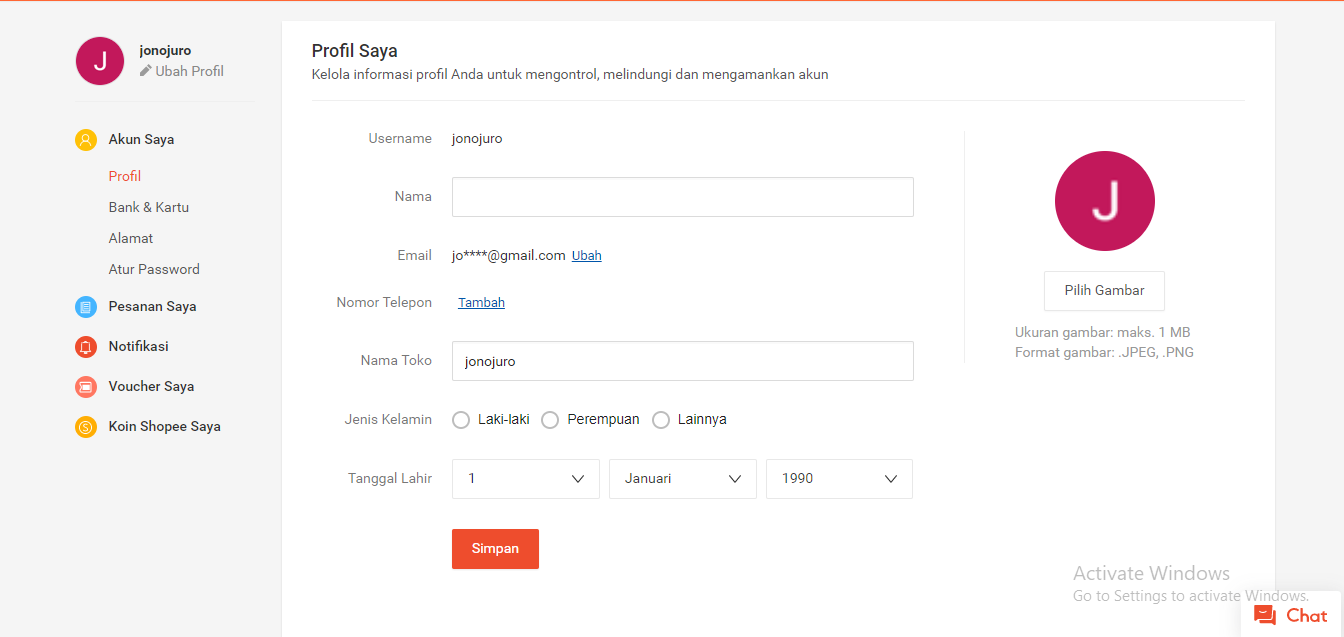 J
jonojuro
Ubah Profil
Akun Saya
Profil
Bank & Kartu
Alamat
Atur Password
Pesanan Saya
Notifikasi
Voucher Saya
Koin Shopee Saya
Profil Saya
Kelola informasi profil Anda untuk mengontrol, melindungi dan mengamankan akun
Username jonojuro
Nama
Email jo****@gmail.com Ubah
Nomor Telepon Tambah
Nama Toko jonojuro
Jenis Kelamin Laki-laki Perempuan Lainnya
Tanggal Lahir 1 Januari 1990
Simpan
J
Pilih Gambar
Ukuran gambar: maks. 1 MB
Format gambar: .JPEG, .PNG
Activate Windows
Go to Settings to activate Windows.
Chat